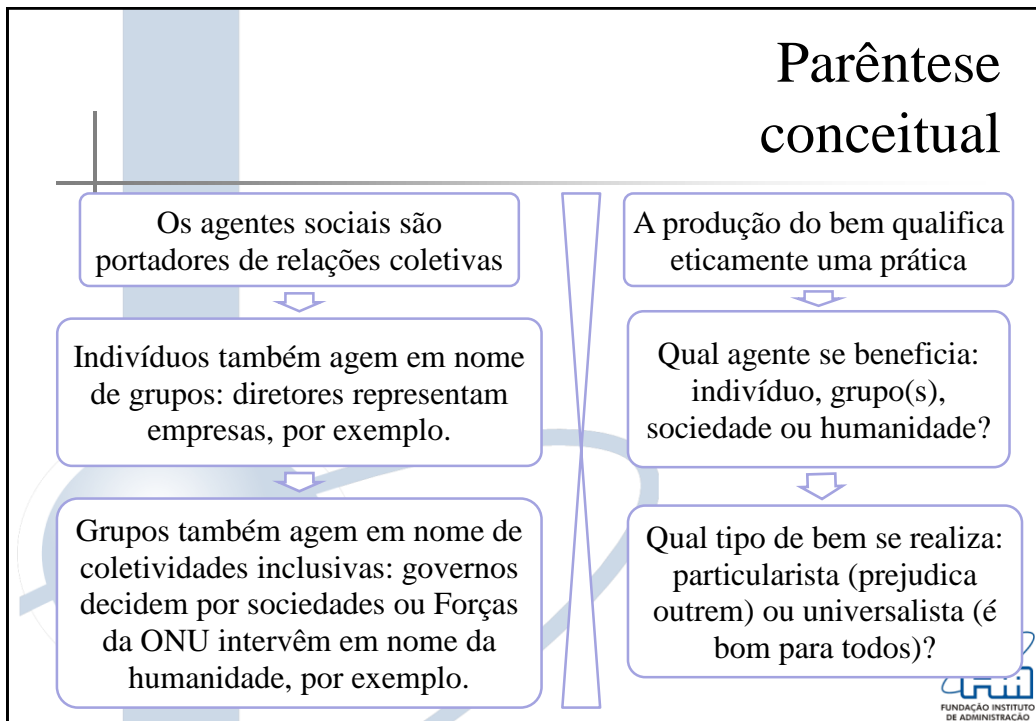 Parêntese
conceitual
Os agentes sociais são
portadores de relações coletivas
Indivíduos também agem em nome
de grupos: diretores representam
empresas, por exemplo.
Grupos também agem em nome de
coletividades inclusivas: governos
decidem por sociedades ou Forças
da ONU intervêm em nome da
humanidade, por exemplo.
A produção do bem qualifica
eticamente uma prática
Qual agente se beneficia:
indivíduo, grupo(s),
sociedade ou humanidade?
Qual tipo de bem se realiza:
particularista (prejudica
outrem) ou universalista (é
bom para todos)?
FUNDAÇÃO INSTITUTO
DE ADMINISTRAÇÃO